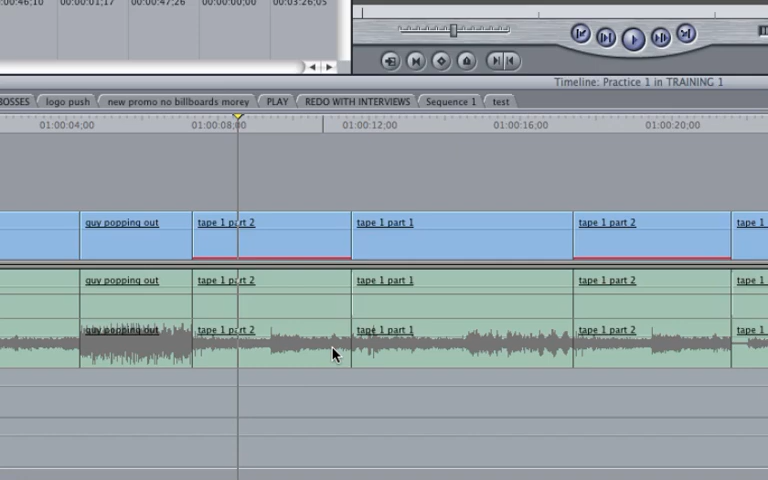 00:46;10 00:00:01;17 00:00:47;26 00:00:00;00 00:03:26;05
Timeline: Practice 1 in TRAINING 1
BOSSES logo push new promo no billboards morey PLAY REDO WITH INTERVIEWS Sequence 1 test
01:00:04;00 01:00:08;00 01:00:12;00 01:00:16;00 01:00:20;00
guy popping out tape 1 part 2 tape 1 part 1 tape 1 part 2 tape 1
guy popping out tape 1 part 2 tape 1 part 1 tape 1 part 2 tape 1
guy popping out tape 1 part 2 tape 1 part 1 tape 1 part 2 tape 1